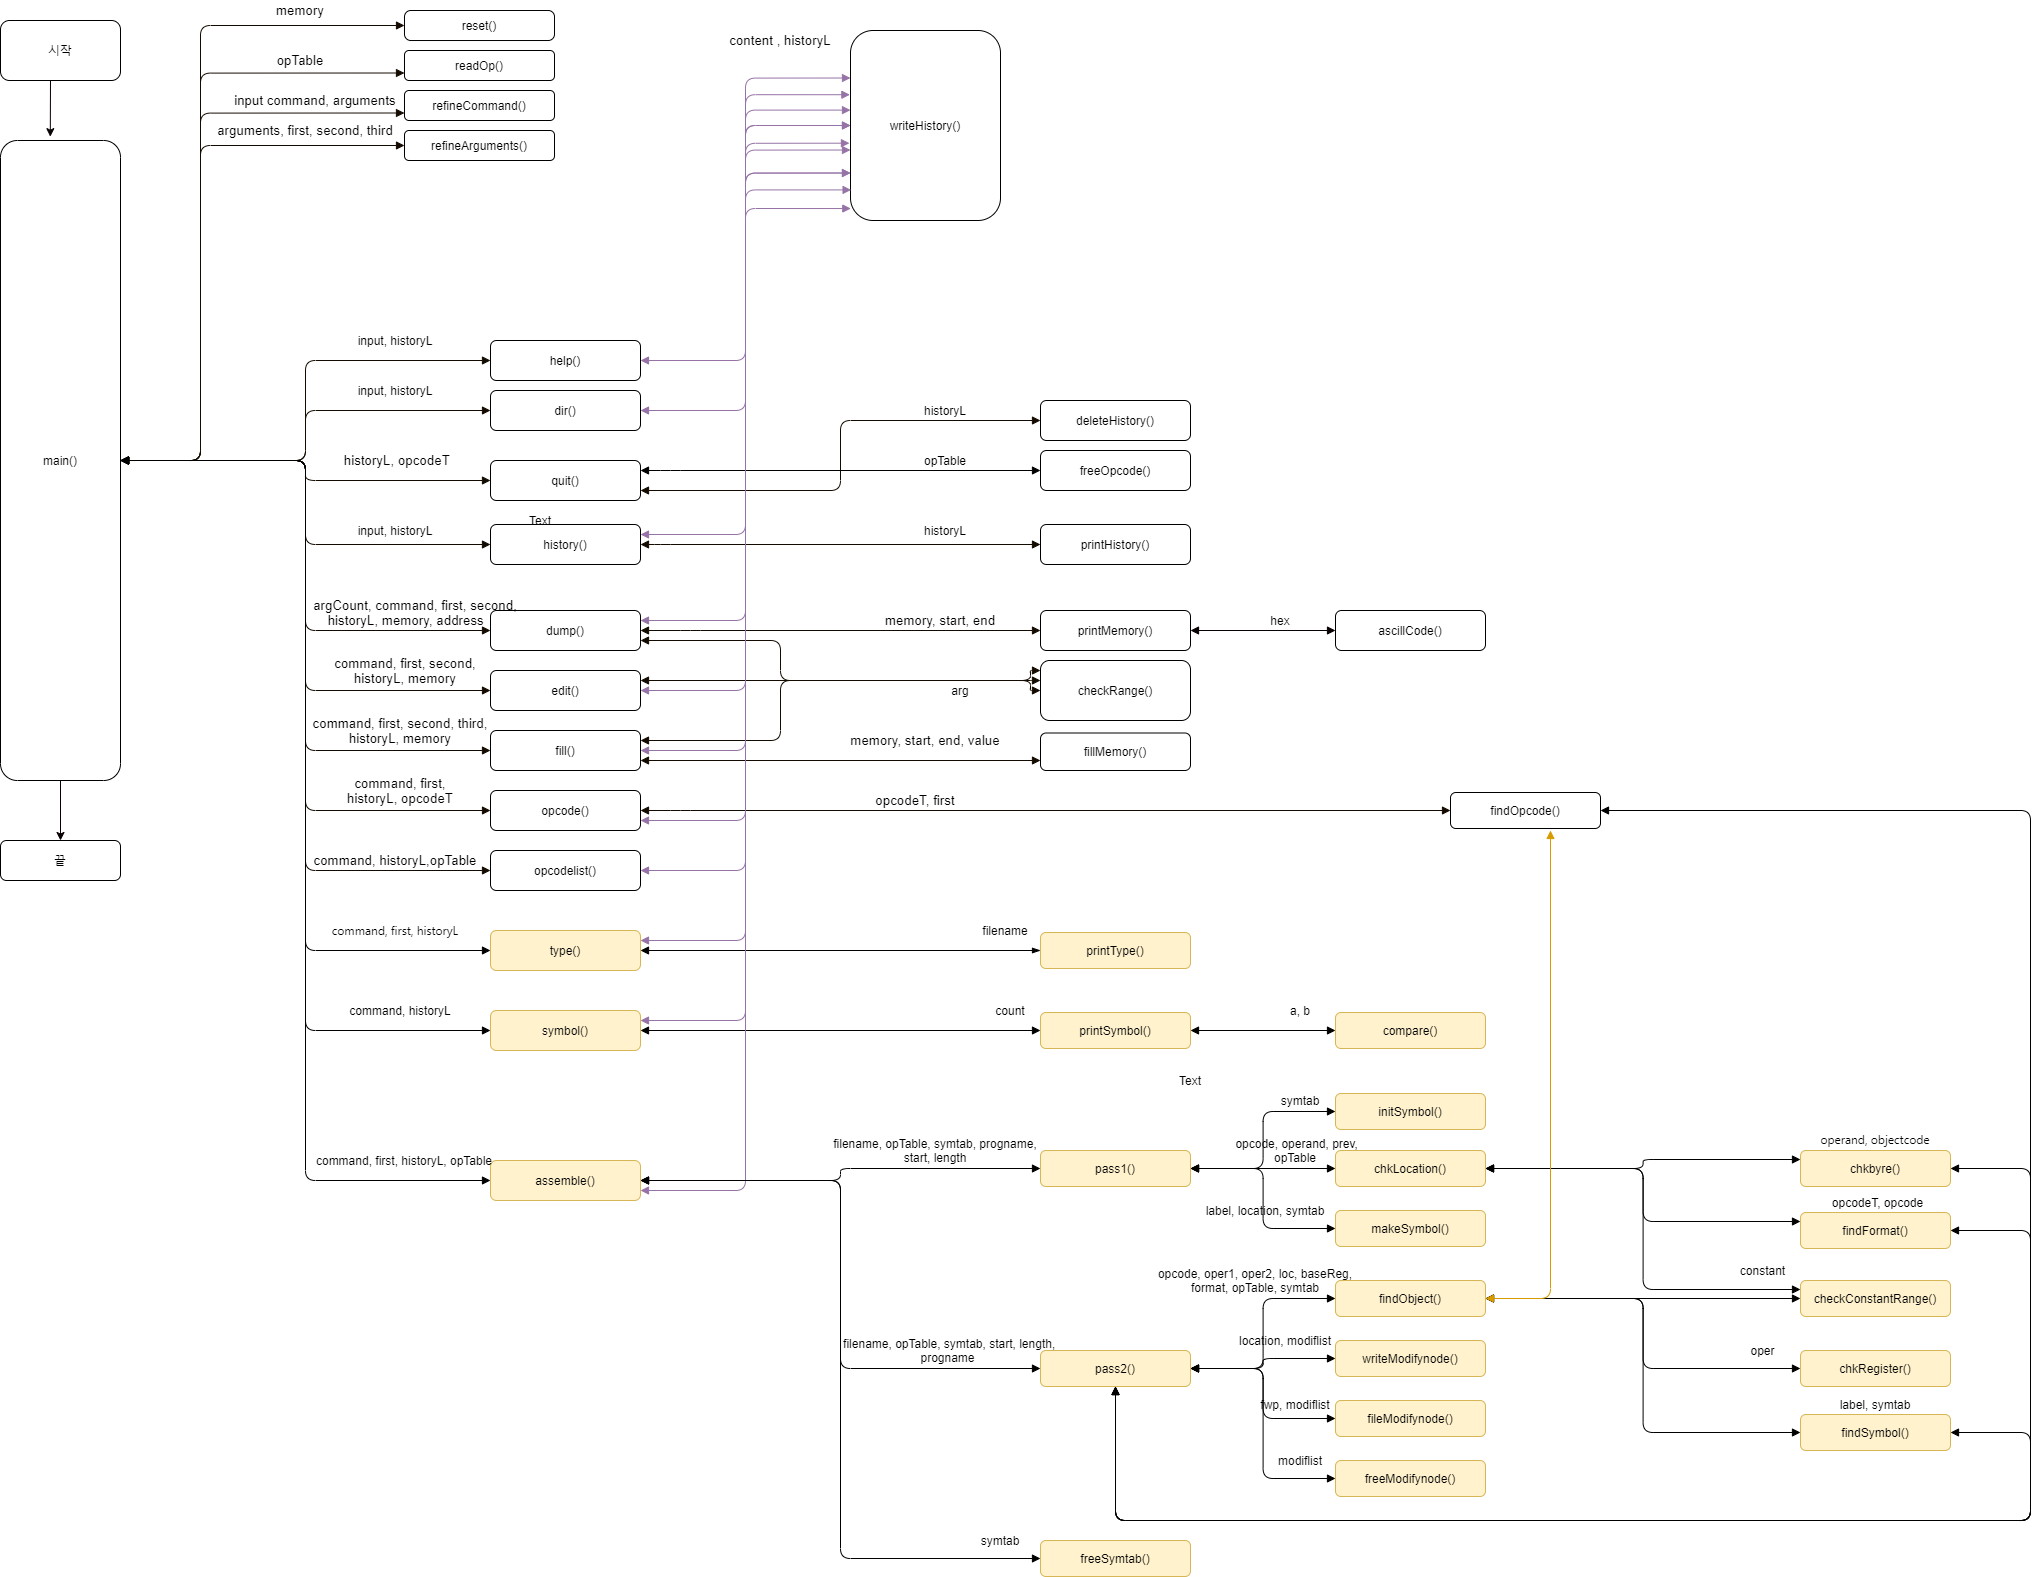 시작
memory
reset()
opTable
readOp()
input command, arguments
refineCommand()
arguments, first, second, third
refineArguments()
content , historyL
writeHistory()
main()
끝
input, historyL
help()
input, historyL
dir()
historyL, opcodeT
quit()
historyL
deleteHistory()
opTable
freeOpcode()
Text
input, historyL
history()
historyL
printHistory()
argCount, command, first, second,
historyL, memory, address
dump()
memory, start, end
printMemory()
hex
ascillCode()
command, first, second,
historyL, memory
edit()
arg
checkRange()
command, first, second, third,
historyL, memory
fill()
memory, start, end, value
fillMemory()
command, first,
historyL, opcodeT
opcode()
opcodeT, first
findOpcode()
command, historyL,opTable
opcodelist()
command, first, historyL
type()
filename
printType()
command, historyL
symbol()
count
printSymbol()
a, b
compare()
Text
command, first, historyL, opTable
assemble()
filename, opTable, symtab, progname,
start, length
pass1()
symtab
initSymbol()
opcode, operand, prev,
opTable
chkLocation()
label, location, symtab
makeSymbol()
operand, objectcode
chkbyre()
opcodeT, opcode
findFormat()
constant
checkConstantRange()
opcode, oper1, oper2, loc, baseReg,
format, opTable, symtab
findObject()
filename, opTable, symtab, start, length,
progname
pass2()
location, modiflist
writeModifynode()
oper
chkRegister()
fwp, modiflist
fileModifynode()
label, symtab
findSymbol()
modiflist
freeModifynode()
symtab
freeSymtab()